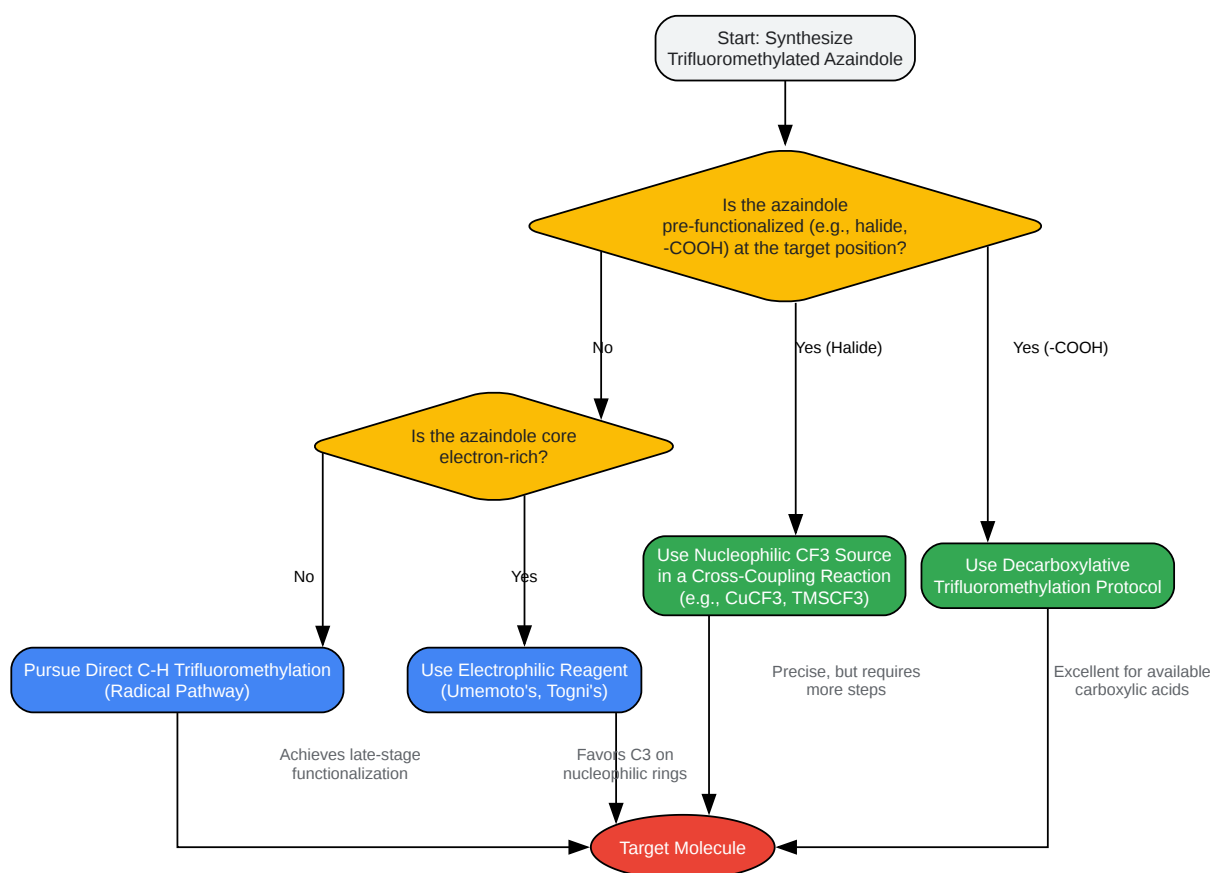 Start: Synthesize
Trifluoromethylated Azaindole
Is the azaindole
pre-functionalized (e.g., halide,
-COOH) at the target position?
No
Yes (Halide)
Yes (-COOH)
Is the azaindole core
electron-rich?
No
Yes
Use Nucleophilic CF3 Source
in a Cross-Coupling Reaction
(e.g., CuCF3, TMSCF3)
Use Decarboxylative
Trifluoromethylation Protocol
Pursue Direct C-H Trifluoromethylation
(Radical Pathway)
Use Electrophilic Reagent
(Umemoto's, Togni's)
Precise, but requires
more steps
Excellent for available
carboxylic acids
Achieves late-stage
functionalization
Favors C3 on
nucleophilic rings
Target Molecule